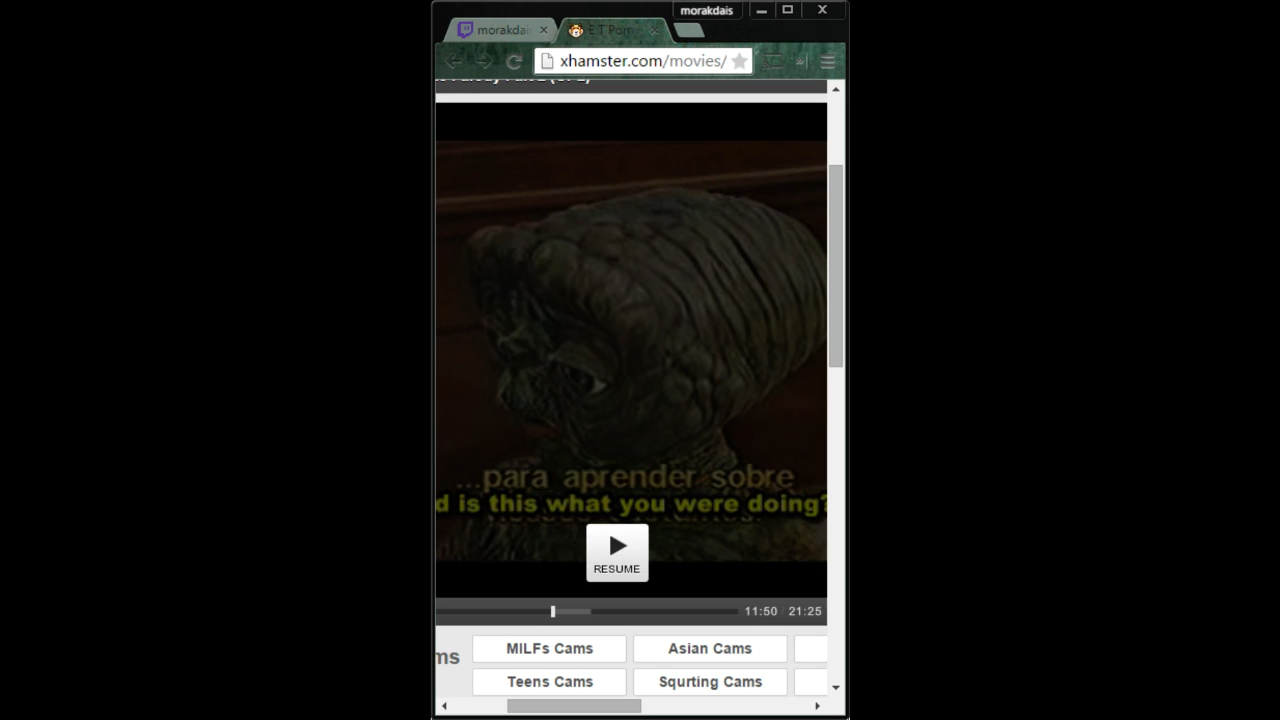 morakdais
morakdai
E T Porn
xhamster.com/movies/
...para aprender sobre
d is this what you were doing?
RESUME
11:50 21:25
ms
MILFs Cams
Asian Cams
Teens Cams
Squrting Cams